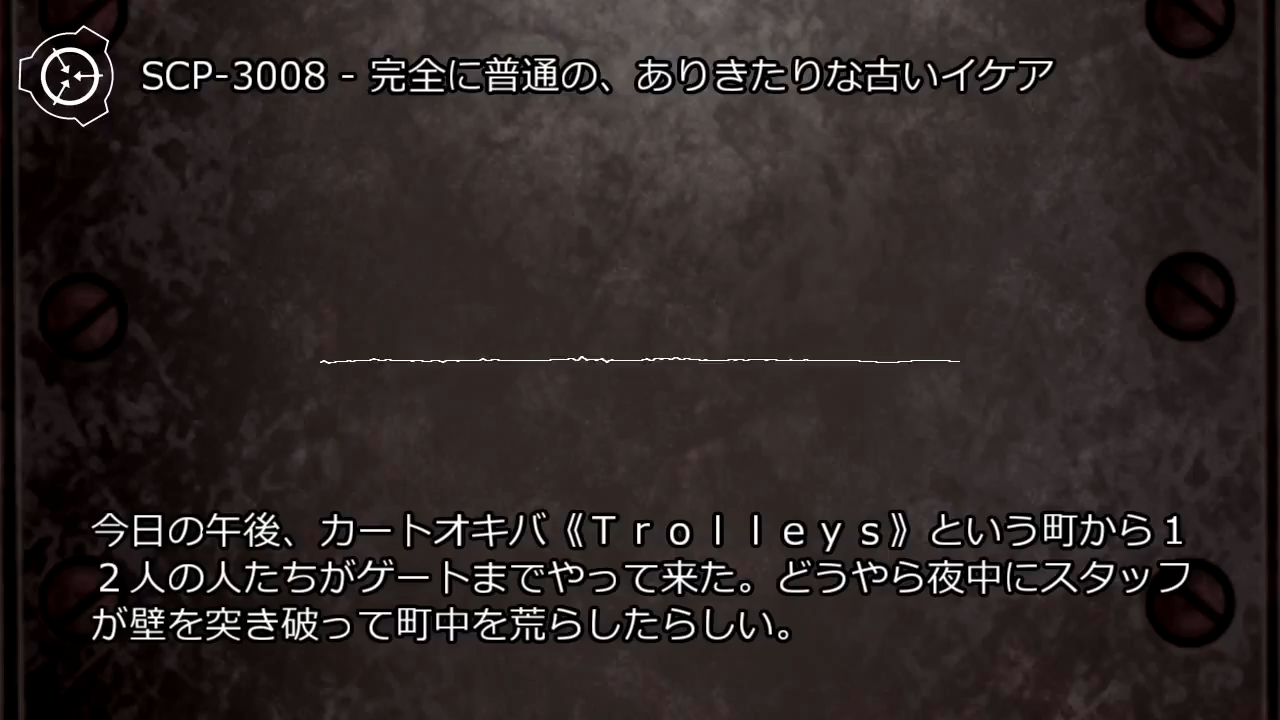 SCP-3008 - 完全に普通の、ありきたりな古いイケア
今日の午後、カートオキバ《Ｔｒｏｌｌｅｙｓ》という町から１
２人の人たちがゲートまでやって来た。どうやら夜中にスタッフ
が壁を突き破って町中を荒らしたらしい。